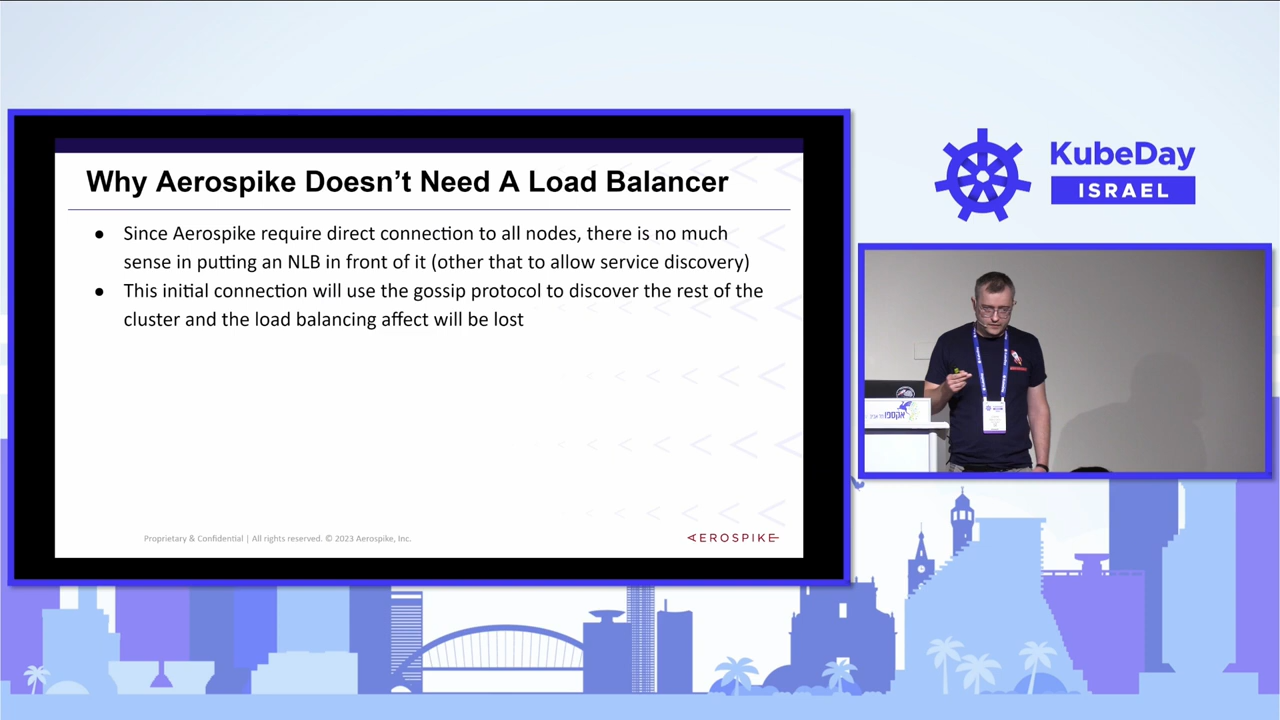 Why Aerospike Doesn't Need A Load Balancer
● Since Aerospike require direct connection to all nodes, there is no much
sense in putting an NLB in front of it (other that to allow service discovery)
● This initial connection will use the gossip protocol to discover the rest of the
cluster and the load balancing affect will be lost
Proprietary & Confidential | All rights reserved. © 2023 Aerospike, Inc.
AEROSPIKE
KubeDay
ISRAEL
אקספו